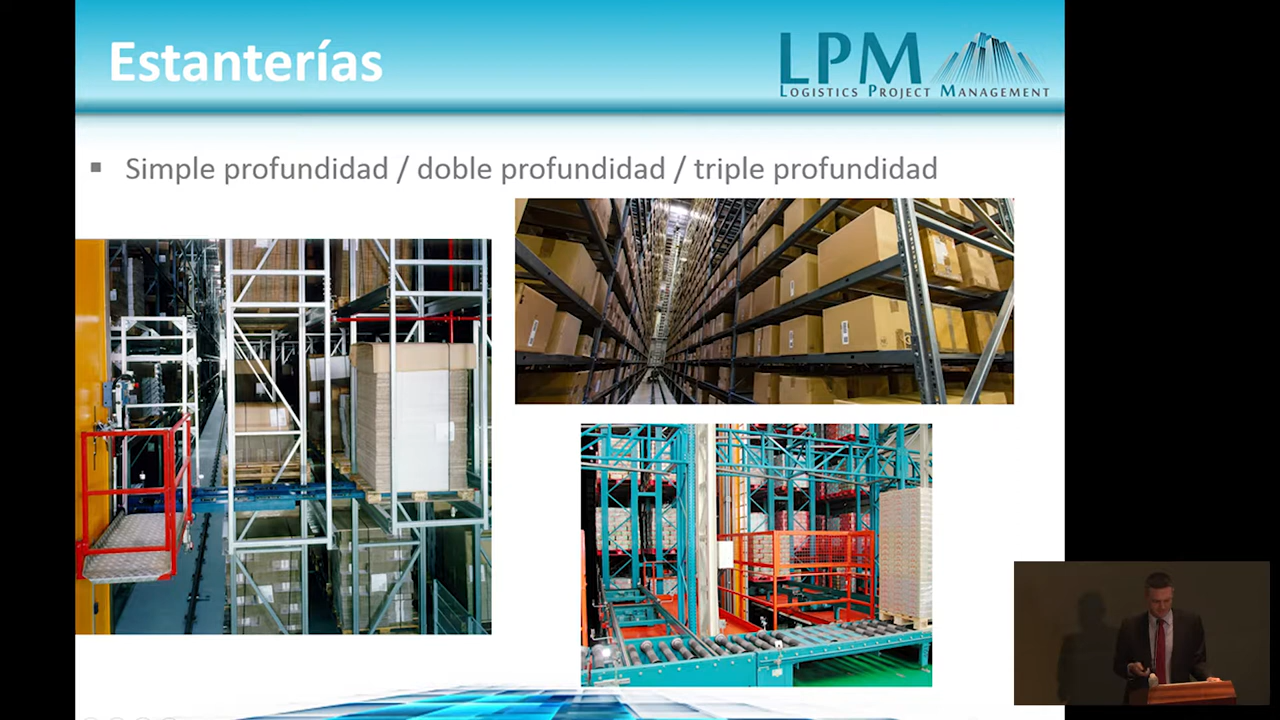 Estanterías
LPM
LOGISTICS PROJECT MANAGEMENT
Simple profundidad / doble profundidad / triple profundidad